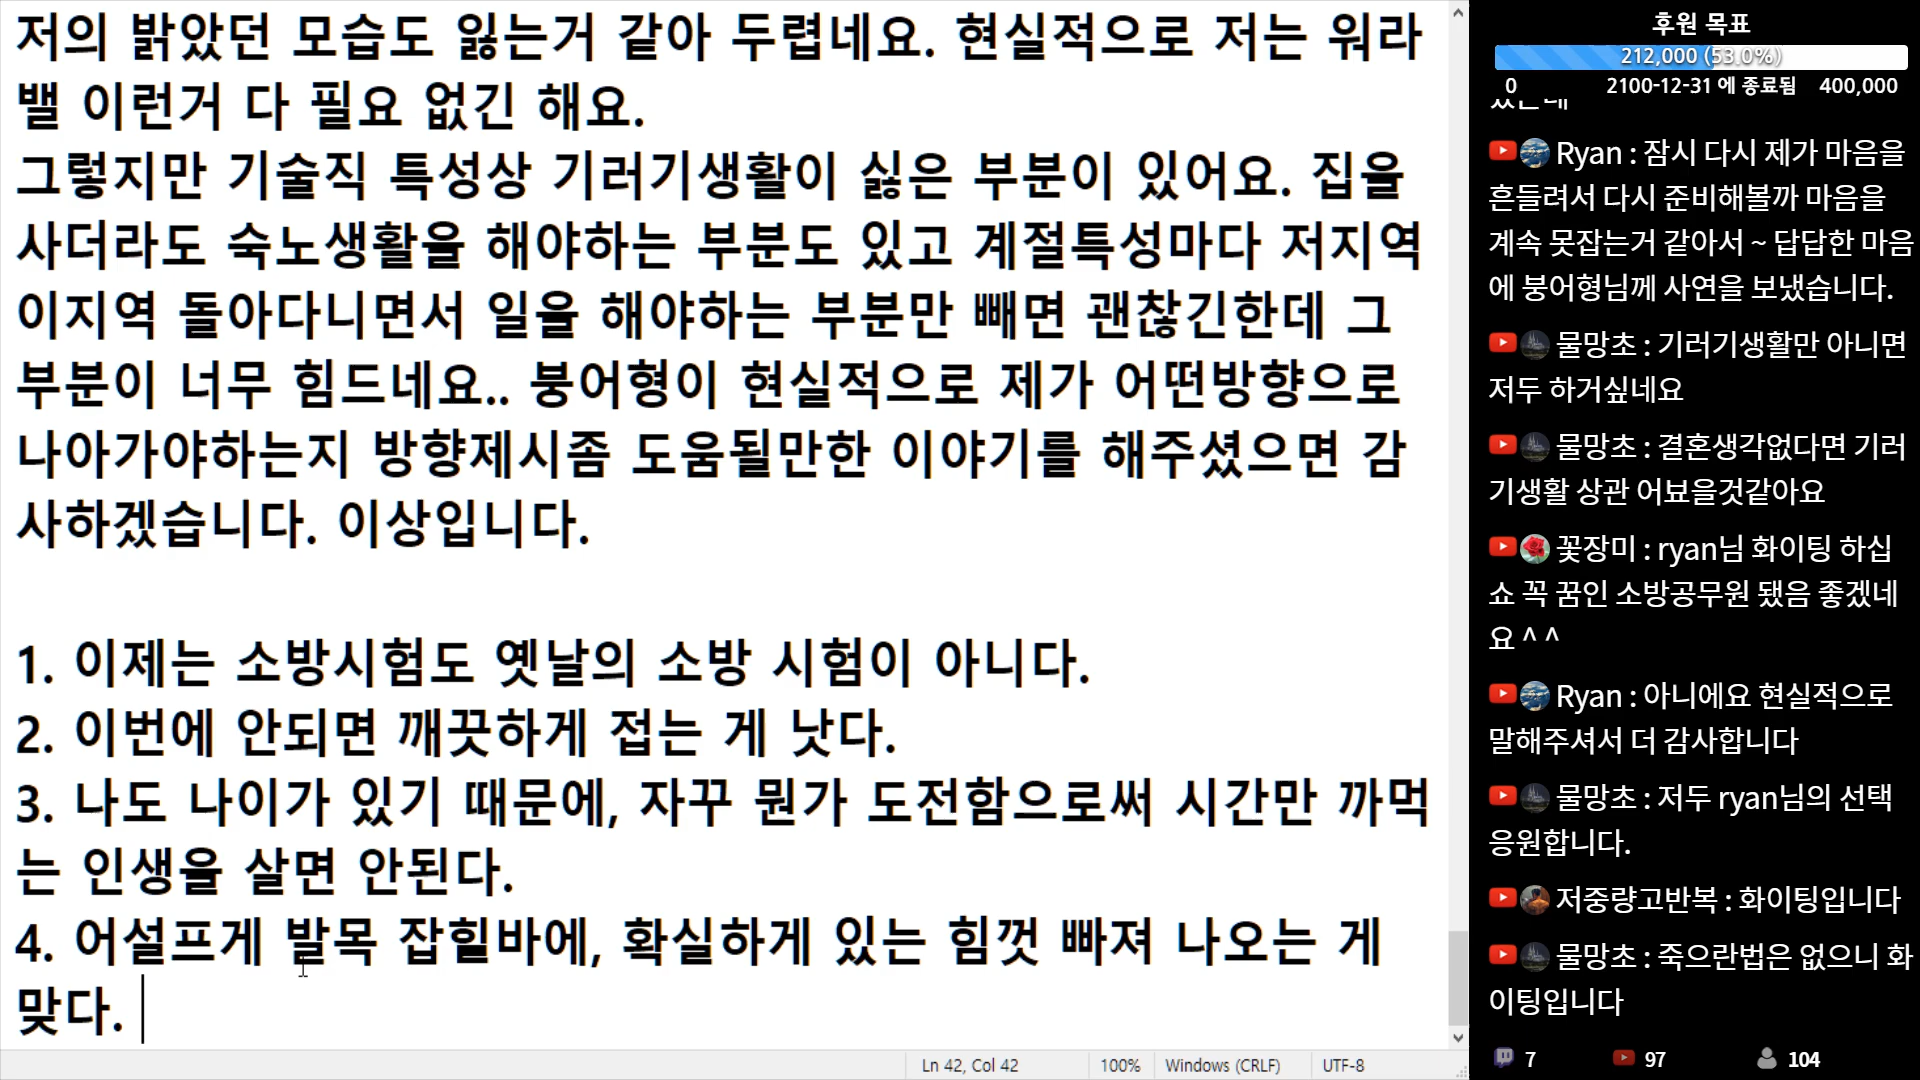 저의 밝았던 모습도 잃는거 같아 두렵네요. 현실적으로 저는 워라
밸 이런거 다 필요 없긴 해요.
그렇지만 기술직 특성상 기러기생활이 싫은 부분이 있어요. 집을
사더라도 숙노생활을 해야하는 부분도 있고 계절특성마다 저지역
이지역 돌아다니면서 일을 해야하는 부분만 빼면 괜찮긴한데 그
부분이 너무 힘드네요.. 붕어형이 현실적으로 제가 어떤방향으로
나아가야하는지 방향제시좀 도움될만한 이야기를 해주셨으면 감
사하겠습니다. 이상입니다.
1. 이제는 소방시험도 옛날의 소방 시험이 아니다.
2. 이번에 안되면 깨끗하게 접는 게 낫다.
3. 나도 나이가 있기 때문에, 자꾸 뭔가 도전함으로써 시간만 까먹
는 인생을 살면 안된다.
4. 어설프게 발목 잡힐바에, 확실하게 있는 힘껏 빠져 나오는 게
맞다.
Ln 42, Col 42
100%
Windows (CRLF)
UTF-8
후원 목표
212,000 (53.0%)
0 2100-12-31 에 종료됨 400,000
Ryan : 잠시 다시 제가 마음을
흔들려서 다시 준비해볼까 마음을
계속 못잡는거 같아서 ~ 답답한 마음
에 붕어형님께 사연을 보냈습니다.
물망초 : 기러기생활만 아니면
저두 하거싶네요
물망초 : 결혼생각없다면 기러
기생활 상관 어뵤을것같아요
꽃장미 : ryan님 화이팅 하십
쇼 꼭 꿈인 소방공무원 됐음 좋겠네
요 ^ ^
Ryan : 아니에요 현실적으로
말해주셔서 더 감사합니다
물망초 : 저두 ryan님의 선택
응원합니다.
저중량고반복 : 화이팅입니다
물망초 : 죽으란법은 없으니 화
이팅입니다
7
97
104